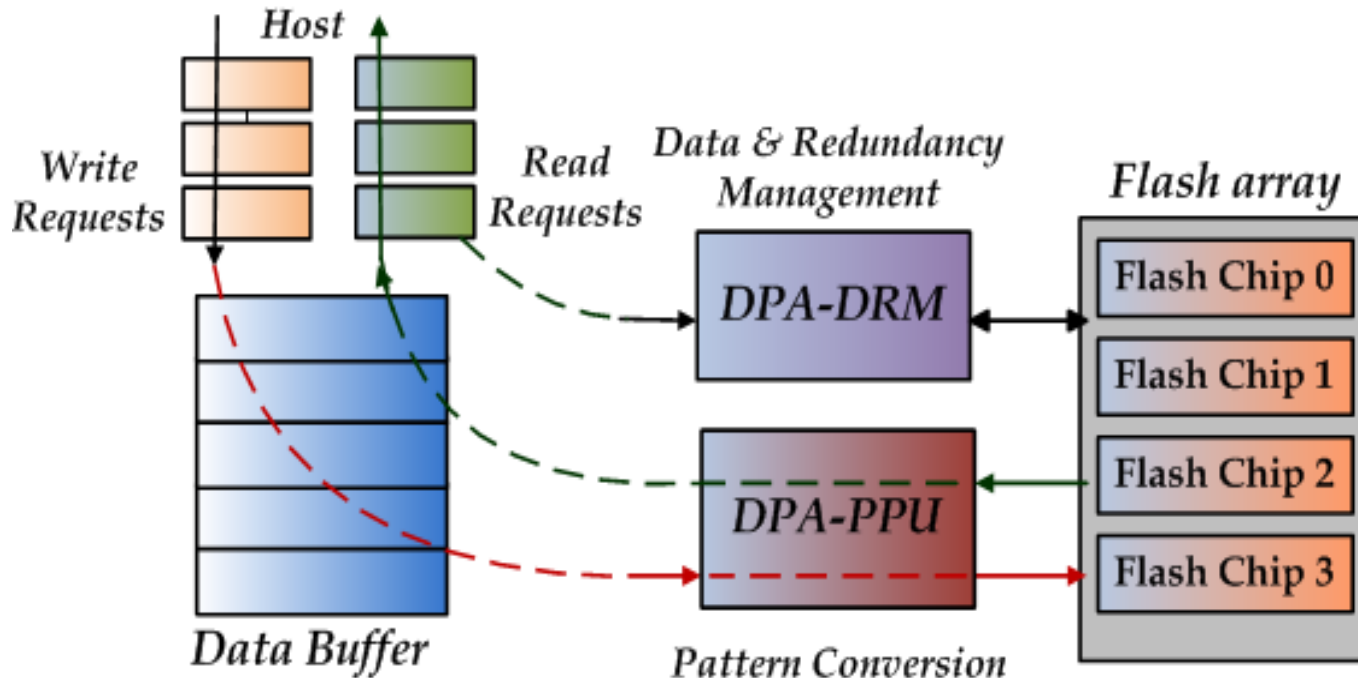 Host
Write
Requests
Read
Requests
Data & Redundancy
Management
Flash array
DPA-DRM
Flash Chip 0
Flash Chip 1
Flash Chip 2
Flash Chip 3
DPA-PPU
Data Buffer
Pattern Conversion